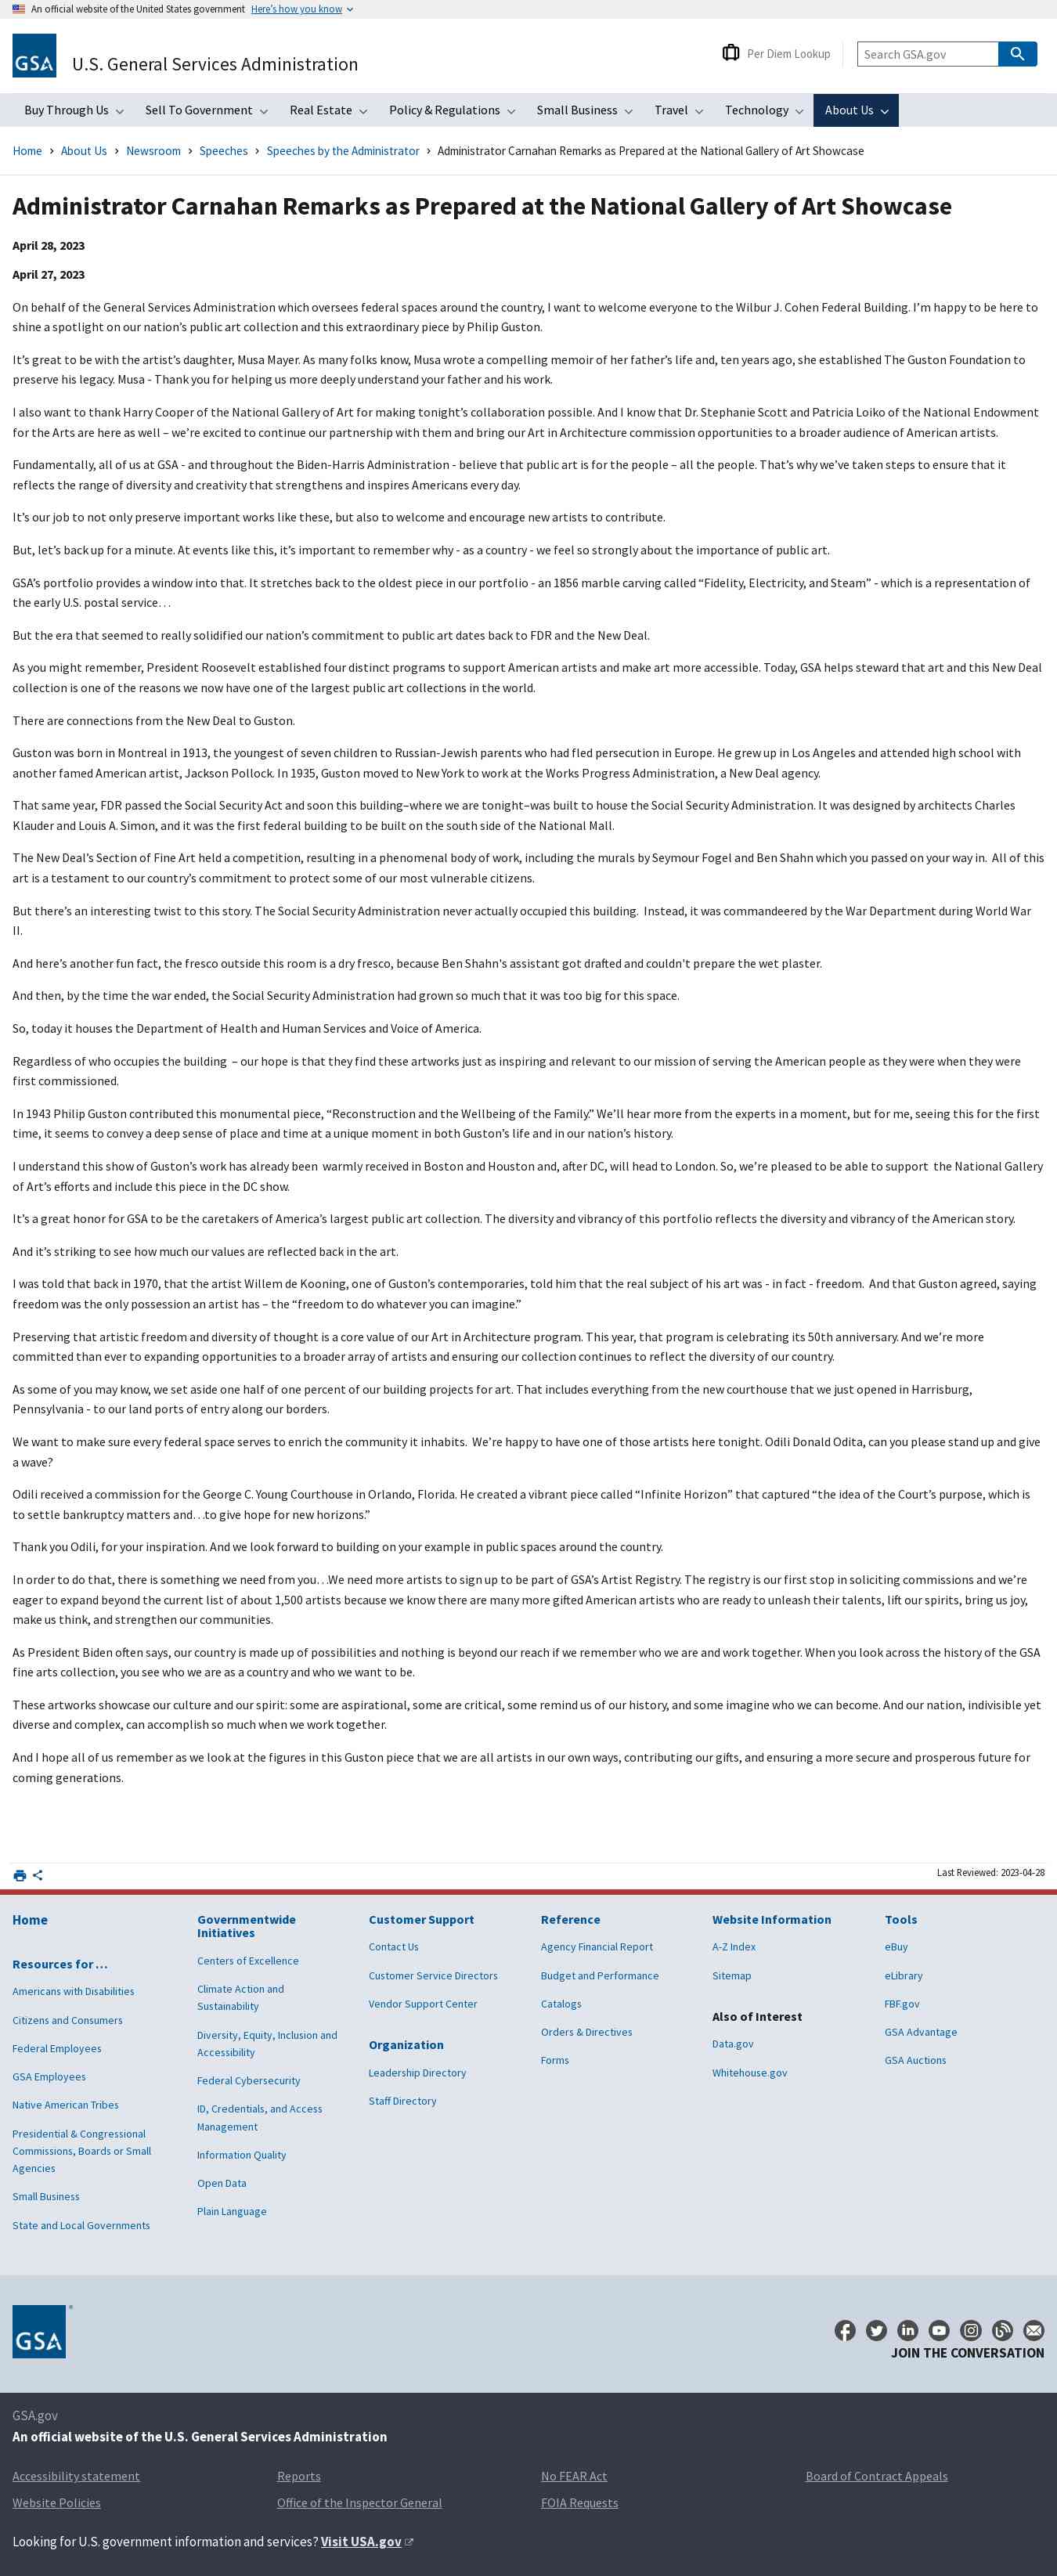 An official website of the United States government Here's how you know
GSA
U.S. General Services Administration
Per Diem Lookup
Search GSA.gov
Buy Through Us
Sell To Government
Real Estate
Policy & Regulations
Small Business
Travel
Technology
About Us
Home > About Us > Newsroom > Speeches > Speeches by the Administrator > Administrator Carnahan Remarks as Prepared at the National Gallery of Art Showcase
Administrator Carnahan Remarks as Prepared at the National Gallery of Art Showcase
April 28, 2023
April 27, 2023
On behalf of the General Services Administration which oversees federal spaces around the country, I want to welcome everyone to the Wilbur J. Cohen Federal Building. I'm happy to be here to
shine a spotlight on our nation's public art collection and this extraordinary piece by Philip Guston.
It's great to be with the artist's daughter, Musa Mayer. As many folks know, Musa wrote a compelling memoir of her father's life and, ten years ago, she established The Guston Foundation to
preserve his legacy. Musa - Thank you for helping us more deeply understand your father and his work.
I also want to thank Harry Cooper of the National Gallery of Art for making tonight's collaboration possible. And I know that Dr. Stephanie Scott and Patricia Loiko of the National Endowment
for the Arts are here as well – we're excited to continue our partnership with them and bring our Art in Architecture commission opportunities to a broader audience of American artists.
Fundamentally, all of us at GSA - and throughout the Biden-Harris Administration - believe that public art is for the people – all the people. That's why we've taken steps to ensure that it
reflects the range of diversity and creativity that strengthens and inspires Americans every day.
It's our job to not only preserve important works like these, but also to welcome and encourage new artists to contribute.
But, let's back up for a minute. At events like this, it's important to remember why - as a country - we feel so strongly about the importance of public art.
GSA's portfolio provides a window into that. It stretches back to the oldest piece in our portfolio - an 1856 marble carving called “Fidelity, Electricity, and Steam” - which is a representation of
the early U.S. postal service…
But the era that seemed to really solidified our nation's commitment to public art dates back to FDR and the New Deal.
As you might remember, President Roosevelt established four distinct programs to support American artists and make art more accessible. Today, GSA helps steward that art and this New Deal
collection is one of the reasons we now have one of the largest public art collections in the world.
There are connections from the New Deal to Guston.
Guston was born in Montreal in 1913, the youngest of seven children to Russian-Jewish parents who had fled persecution in Europe. He grew up in Los Angeles and attended high school with
another famed American artist, Jackson Pollock. In 1935, Guston moved to New York to work at the Works Progress Administration, a New Deal agency.
That same year, FDR passed the Social Security Act and soon this building–where we are tonight–was built to house the Social Security Administration. It was designed by architects Charles
Klauder and Louis A. Simon, and it was the first federal building to be built on the south side of the National Mall.
The New Deal's Section of Fine Art held a competition, resulting in a phenomenal body of work, including the murals by Seymour Fogel and Ben Shahn which you passed on your way in. All of this
is a testament to our country's commitment to protect some of our most vulnerable citizens.
But there's an interesting twist to this story. The Social Security Administration never actually occupied this building. Instead, it was commandeered by the War Department during World War
II.
And here's another fun fact, the fresco outside this room is a dry fresco, because Ben Shahn's assistant got drafted and couldn't prepare the wet plaster.
And then, by the time the war ended, the Social Security Administration had grown so much that it was too big for this space.
So, today it houses the Department of Health and Human Services and Voice of America.
Regardless of who occupies the building – our hope is that they find these artworks just as inspiring and relevant to our mission of serving the American people as they were when they were
first commissioned.
In 1943 Philip Guston contributed this monumental piece, “Reconstruction and the Wellbeing of the Family.” We'll hear more from the experts in a moment, but for me, seeing this for the first
time, it seems to convey a deep sense of place and time at a unique moment in both Guston's life and in our nation's history.
I understand this show of Guston's work has already been warmly received in Boston and Houston and, after DC, will head to London. So, we're pleased to be able to support the National Gallery
of Art's efforts and include this piece in the DC show.
It's a great honor for GSA to be the caretakers of America's largest public art collection. The diversity and vibrancy of this portfolio reflects the diversity and vibrancy of the American story.
And it's striking to see how much our values are reflected back in the art.
I was told that back in 1970, that the artist Willem de Kooning, one of Guston's contemporaries, told him that the real subject of his art was - in fact - freedom. And that Guston agreed, saying
freedom was the only possession an artist has – the “freedom to do whatever you can imagine.”
Preserving that artistic freedom and diversity of thought is a core value of our Art in Architecture program. This year, that program is celebrating its 50th anniversary. And we're more
committed than ever to expanding opportunities to a broader array of artists and ensuring our collection continues to reflect the diversity of our country.
As some of you may know, we set aside one half of one percent of our building projects for art. That includes everything from the new courthouse that we just opened in Harrisburg,
Pennsylvania - to our land ports of entry along our borders.
We want to make sure every federal space serves to enrich the community it inhabits. We're happy to have one of those artists here tonight. Odili Donald Odita, can you please stand up and give
a wave?
Odili received a commission for the George C. Young Courthouse in Orlando, Florida. He created a vibrant piece called “Infinite Horizon” that captured “the idea of the Court's purpose, which is
to settle bankruptcy matters and…to give hope for new horizons.”
Thank you Odili, for your inspiration. And we look forward to building on your example in public spaces around the country.
In order to do that, there is something we need from you…We need more artists to sign up to be part of GSA's Artist Registry. The registry is our first stop in soliciting commissions and we're
eager to expand beyond the current list of about 1,500 artists because we know there are many more gifted American artists who are ready to unleash their talents, lift our spirits, bring us joy,
make us think, and strengthen our communities.
As President Biden often says, our country is made up of possibilities and nothing is beyond our reach if we remember who we are and work together. When you look across the history of the GSA
fine arts collection, you see who we are as a country and who we want to be.
These artworks showcase our culture and our spirit: some are aspirational, some are critical, some remind us of our history, and some imagine who we can become. And our nation, indivisible yet
diverse and complex, can accomplish so much when we work together.
And I hope all of us remember as we look at the figures in this Guston piece that we are all artists in our own ways, contributing our gifts, and ensuring a more secure and prosperous future for
coming generations.
Last Reviewed: 2023-04-28
Home
Resources for …
Americans with Disabilities
Citizens and Consumers
Federal Employees
GSA Employees
Native American Tribes
Presidential & Congressional
Commissions, Boards or Small
Agencies
Small Business
State and Local Governments
Governmentwide
Initiatives
Centers of Excellence
Climate Action and
Sustainability
Diversity, Equity, Inclusion and
Accessibility
Federal Cybersecurity
ID, Credentials, and Access
Management
Information Quality
Open Data
Plain Language
Customer Support
Contact Us
Customer Service Directors
Vendor Support Center
Organization
Leadership Directory
Staff Directory
Reference
Agency Financial Report
Budget and Performance
Catalogs
Orders & Directives
Forms
Website Information
A-Z Index
Sitemap
Also of Interest
Data.gov
Whitehouse.gov
Tools
eBuy
eLibrary
FBF.gov
GSA Advantage
GSA Auctions
GSA
®
JOIN THE CONVERSATION
GSA.gov
An official website of the U.S. General Services Administration
Accessibility statement
Reports
No FEAR Act
Board of Contract Appeals
Website Policies
Office of the Inspector General
FOIA Requests
Looking for U.S. government information and services? Visit USA.gov